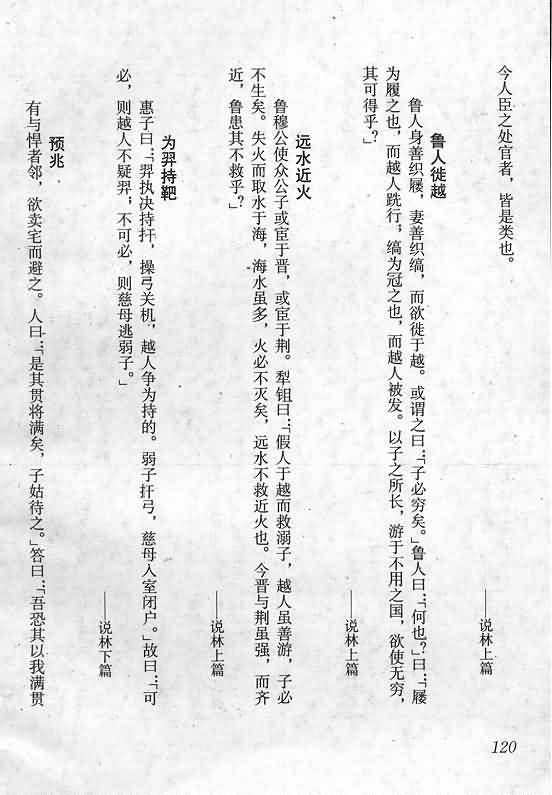 今人臣之处官者，皆是类也。
——说林上篇
鲁人徙越
鲁人身善织屦，妻善织缟，而欲徙于越。或谓之曰：“子必穷矣。”鲁人曰：“何也？”曰：“屦
为履之也，而越人跣行；缟为冠之也，而越人被发。以子之所长，游于不用之国，欲使无穷，
其可得乎？”
——说林上篇
远水近火
鲁穆公使众公子或宦于晋，或宦于荆。犁钼曰：“假人于越而救溺子，越人虽善游，子必
不生矣。失火而取水于海，海水虽多，火必不灭矣，远水不救近火也。今晋与荆虽强，而齐
近，鲁患其不救乎？”
——说林上篇
为羿持靶
惠子曰：“羿执决持扞，操弓关机，越人争为持的。弱子扞弓，慈母入室闭户。”故曰：“可
必，则越人不疑羿；不可必，则慈母逃弱子。”
——说林下篇
预兆
有与悍者邻，欲卖宅而避之。人曰：“是其贯将满矣，子姑待之。”答曰：“吾恐其以我满贯
120